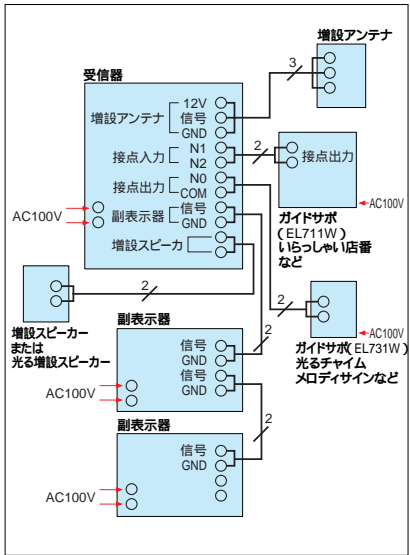 増設アンテナ
3
受信器
増設アンテナ
12V
信号
GND
接点入力
N1
N2
2
接点出力
AC100V
ガイドサポ
(EL711W)
いらっしゃい店番
など
接点出力
N0
COM
AC100V
副表示器
信号
GND
増設スピーカ
2
増設スピーカー
または
光る増設スピーカー
2
AC100V
ガイドサポ(EL731W)
光るチャイム
メロディサインなど
副表示器
信号
GND
信号
GND
2
AC100V
2
副表示器
信号
GND
AC100V